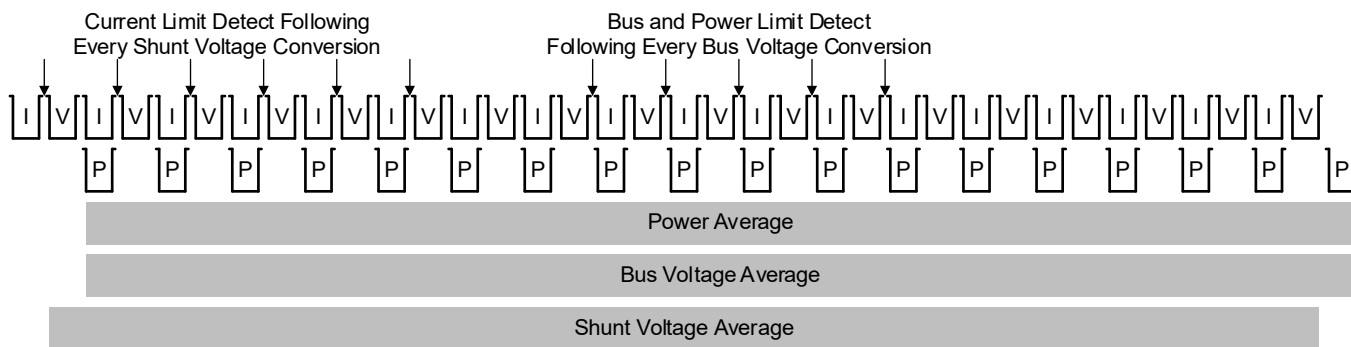 Current Limit Detect Following
Every Shunt Voltage Conversion
Bus and Power Limit Detect
Following Every Bus Voltage Conversion
I V I V I V I V I V I V I V I V I V I V I V I V I V I V I V I V I V I V
P P P P P P P P P P P P P P P P P P
Power Average
Bus Voltage Average
Shunt Voltage Average